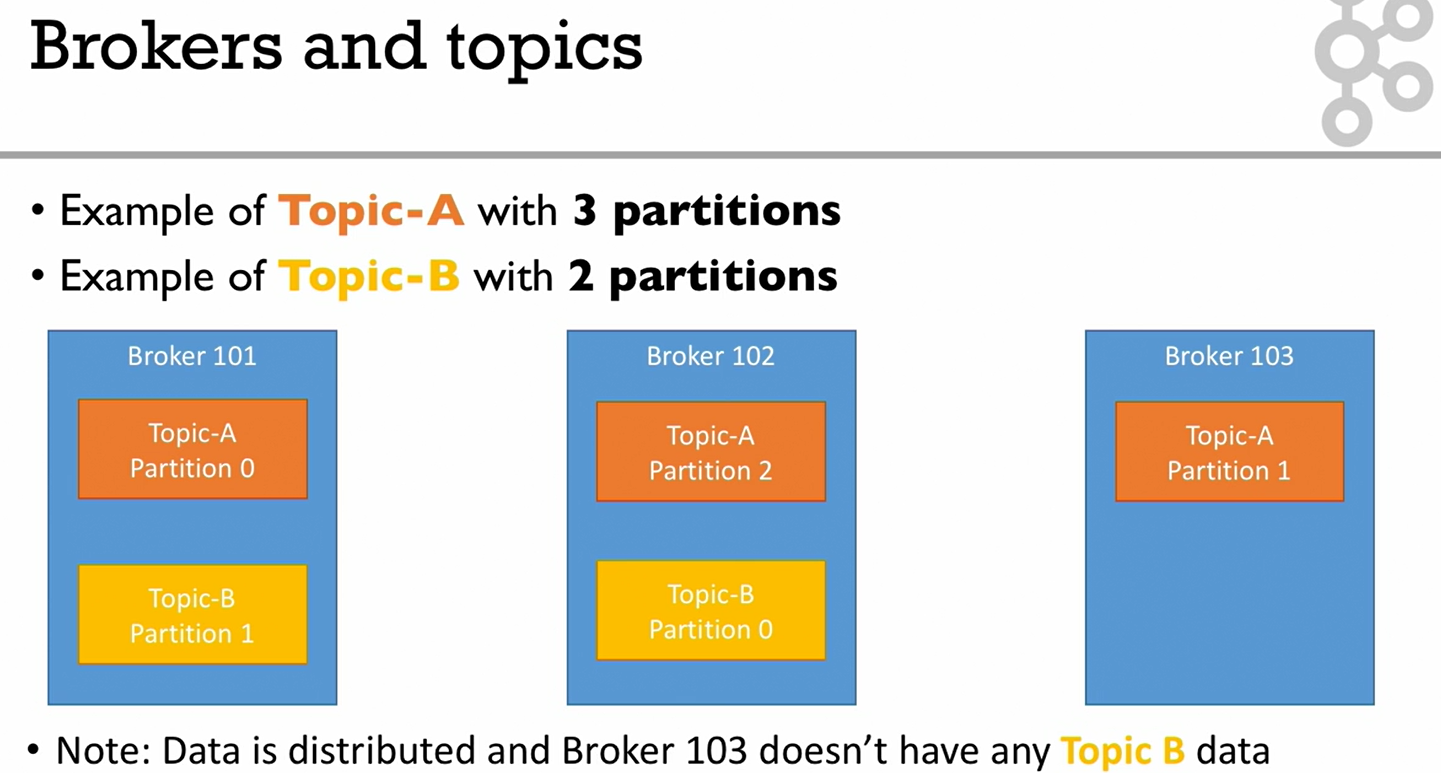 Brokers and topics
• Example of Topic-A with 3 partitions
• Example of Topic-B with 2 partitions
Broker 101
Topic-A
Partition 0
Topic-B
Partition 1
Broker 102
Topic-A
Partition 2
Topic-B
Partition 0
Broker 103
Topic-A
Partition 1
• Note: Data is distributed and Broker 103 doesn’t have any Topic B data